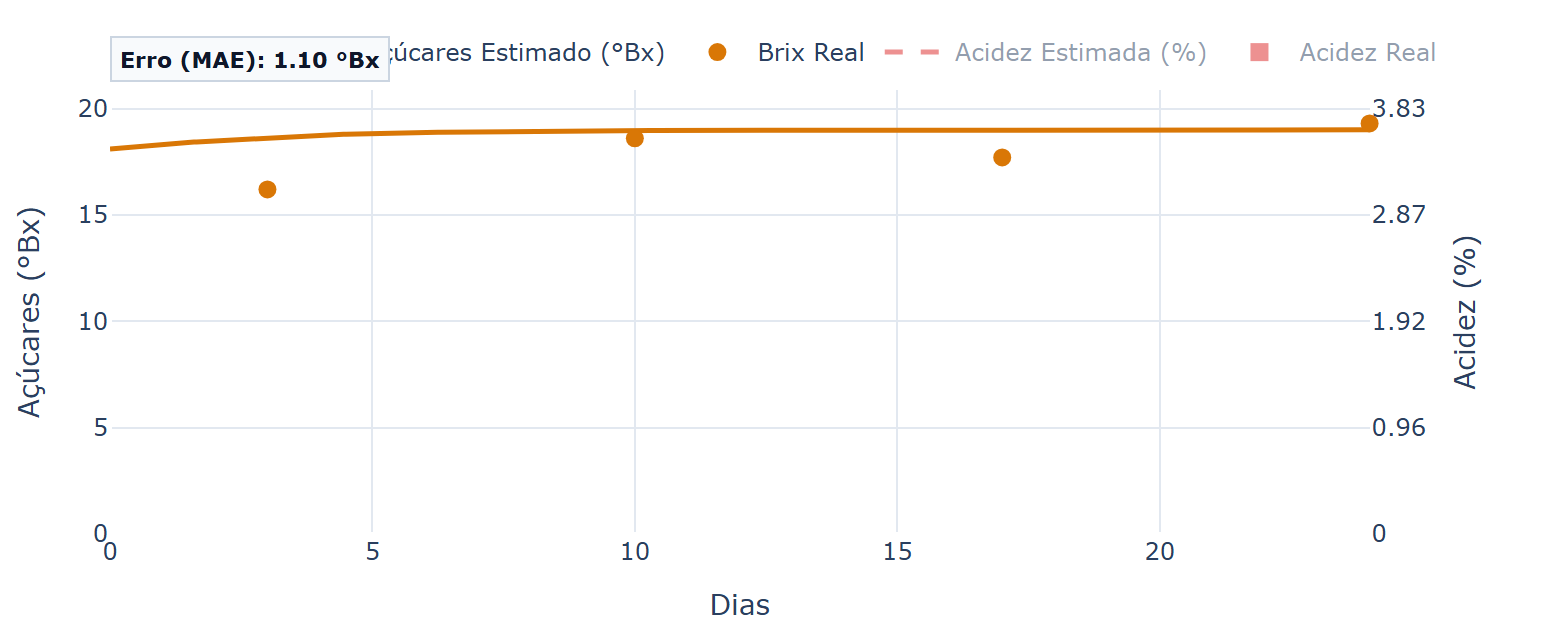 Erro (MAE): 1.10 °Bx
úcares Estimado (°Bx) Brix Real Acidez Estimada (%) Acidez Real
20 3.83
15 2.87
10 1.92
5 0.96
0 0
0 5 10 15 20
Dias
Açúcares (°Bx)
Acidez (%)